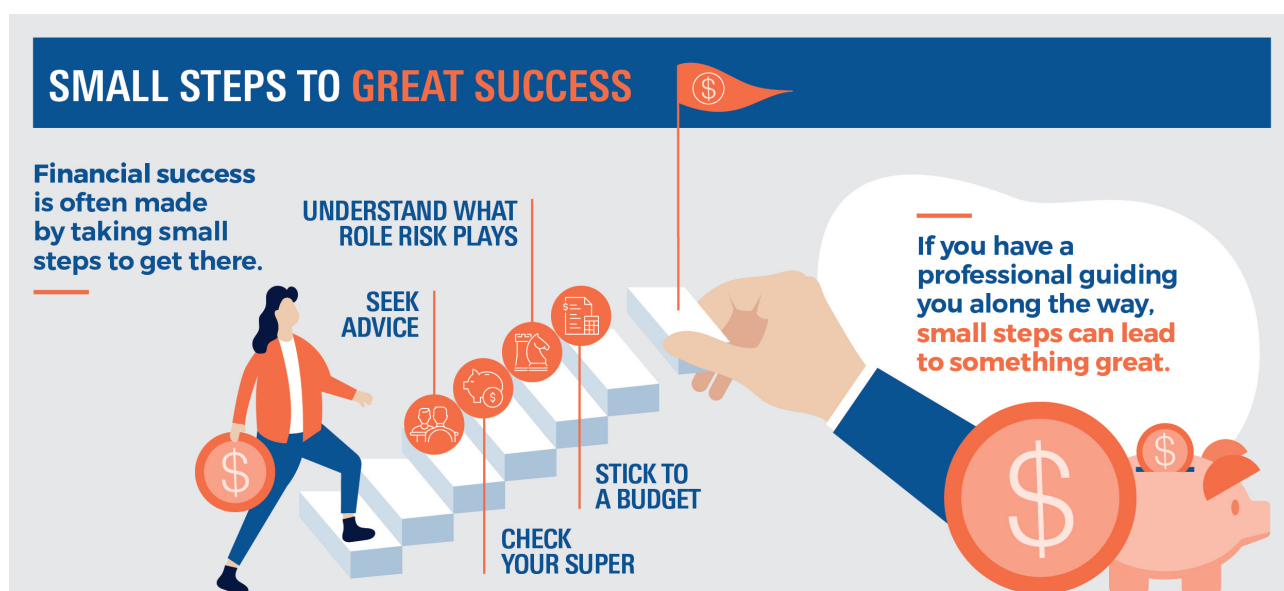 SMALL STEPS TO GREAT SUCCESS
$
Financial success
is often made
by taking small
steps to get there.
UNDERSTAND WHAT
ROLE RISK PLAYS
SEEK
ADVICE
$
$
$
STICK TO
A BUDGET
CHECK
YOUR SUPER
If you have a
professional guiding
you along the way,
small steps can lead
to something great.
$
$